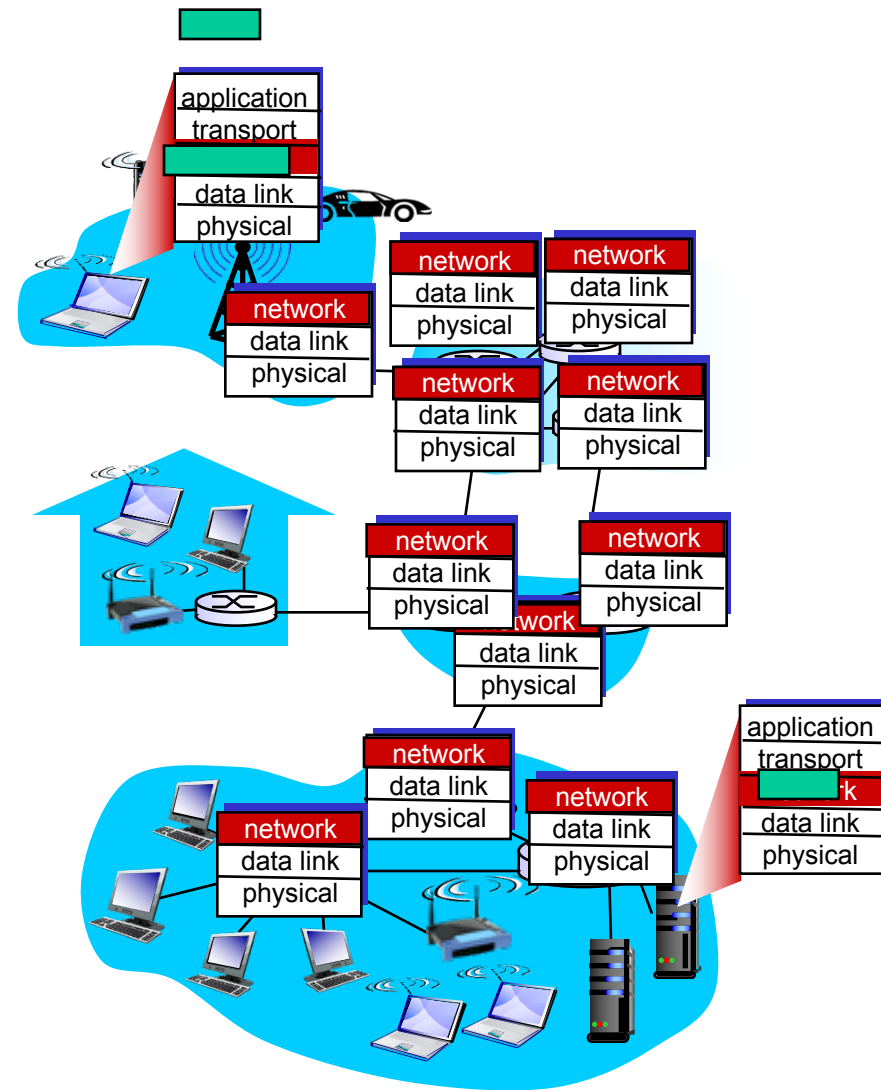 application
transport
data link
physical
network
data link
physical
network
data link
physical
network
data link
physical
network
data link
physical
network
data link
physical
network
data link
physical
network
data link
physical
data link
physical
application
transport
data link
physical
network
data link
physical
network
data link
physical
network
data link
physical